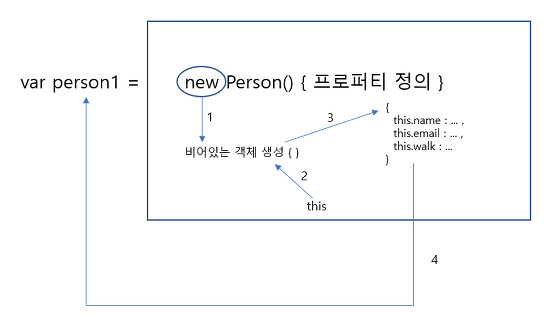 var person1 = new Person() { 프로퍼티 정의 }
1
3
{
this.name : ... ,
this.email : ... ,
this.walk : ...
}
비어있는 객체 생성 { }
2
this
4